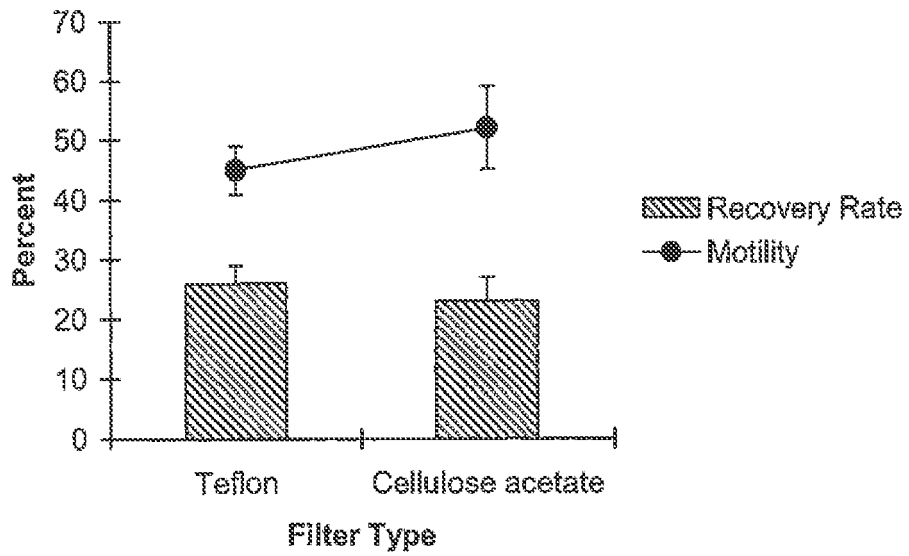 70
60
50
40
30
20
10
0
Percent
Teflon
Cellulose acetate
Filter Type
Recovery Rate
Motility